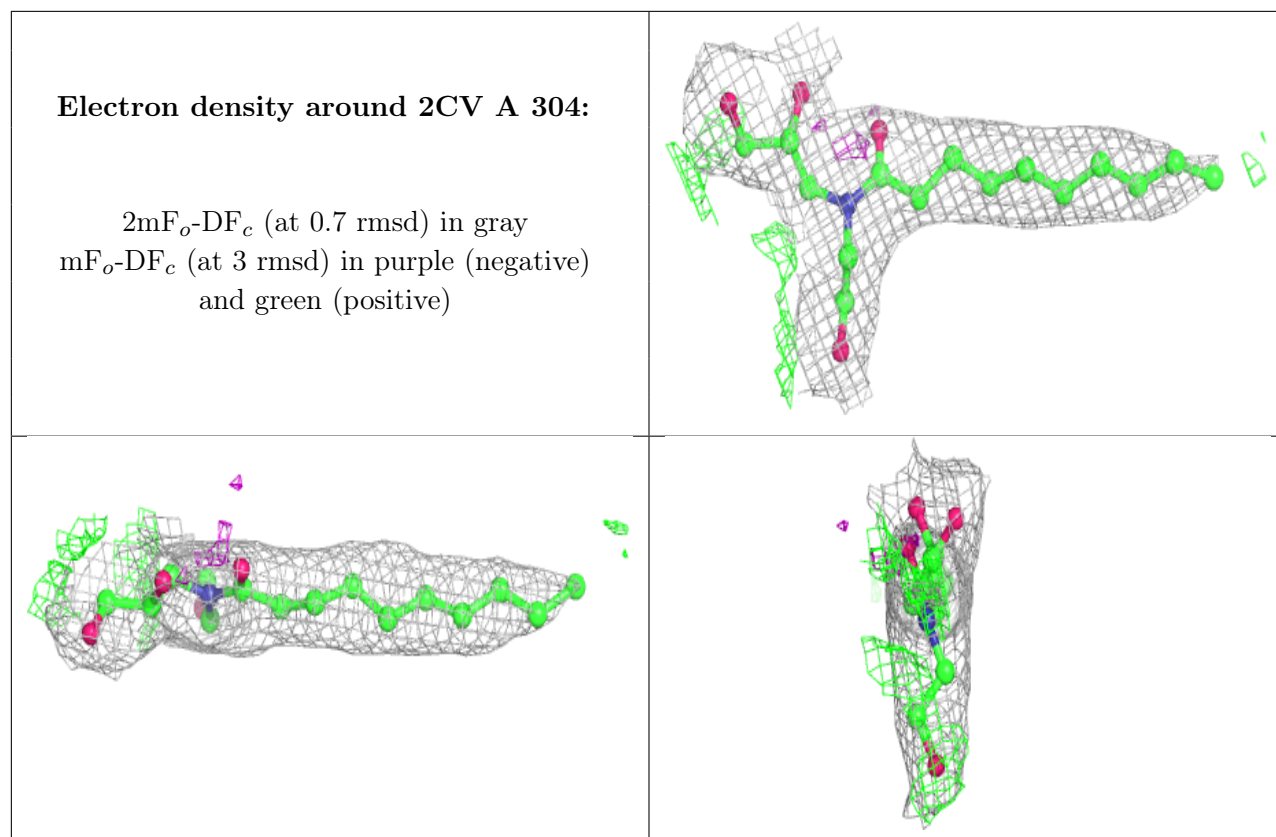 Electron density around 2CV A 304:
2mFo-DFc (at 0.7 rmsd) in gray
mFo-DFc (at 3 rmsd) in purple (negative)
and green (positive)